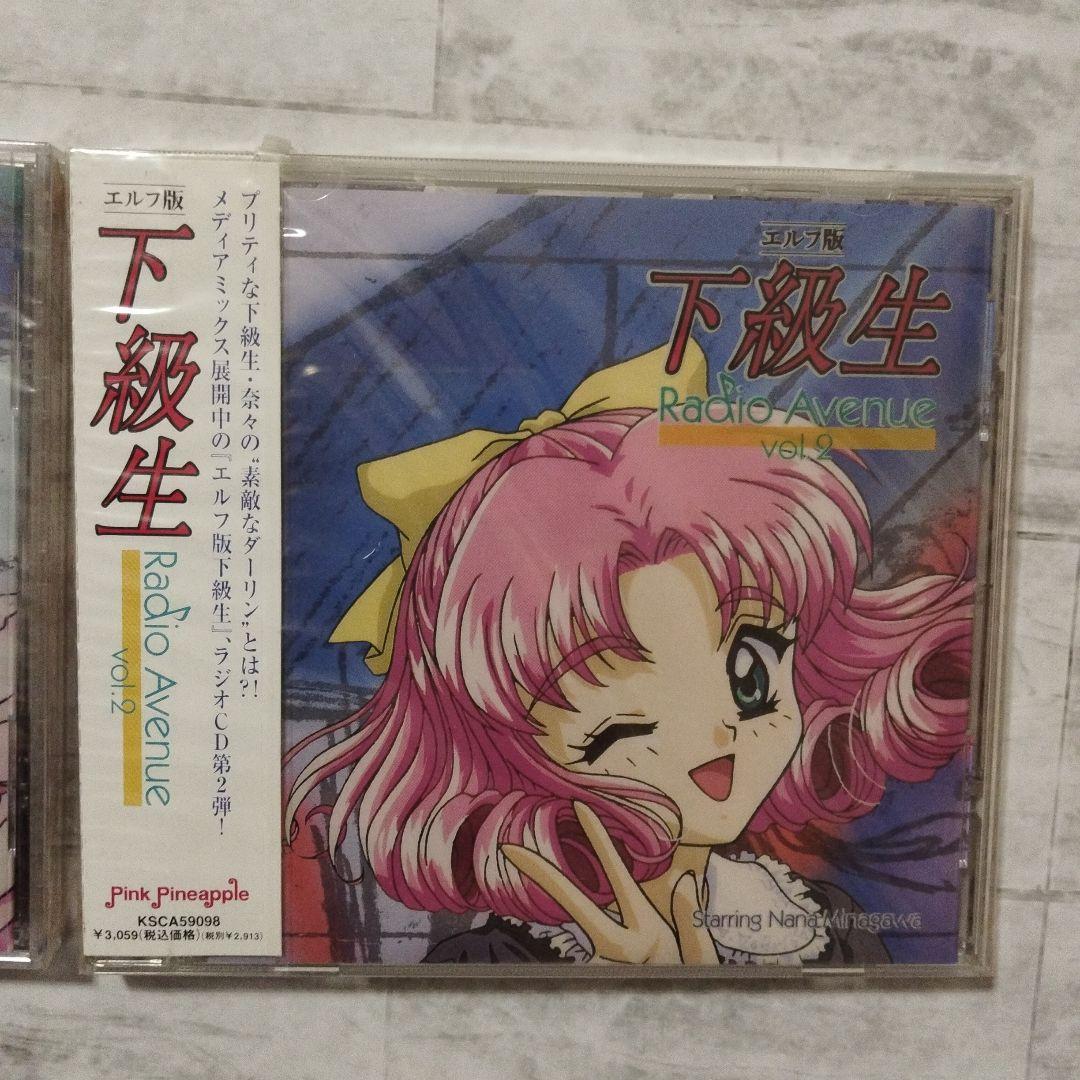 エルフ版
下級生
Radio Avenue
vol.2
プリティな下級生・奈々の“素敵なダーリン”とは?!
メディアミックス展開中の『エルフ版下級生』、ラジオCD第2弾!
Pink Pineapple
KSCA59098
¥3,059(税込価格)(税別¥2,913)
エルフ版
下級生
Radio Avenue
vol.2
Starring Nana Minagawa